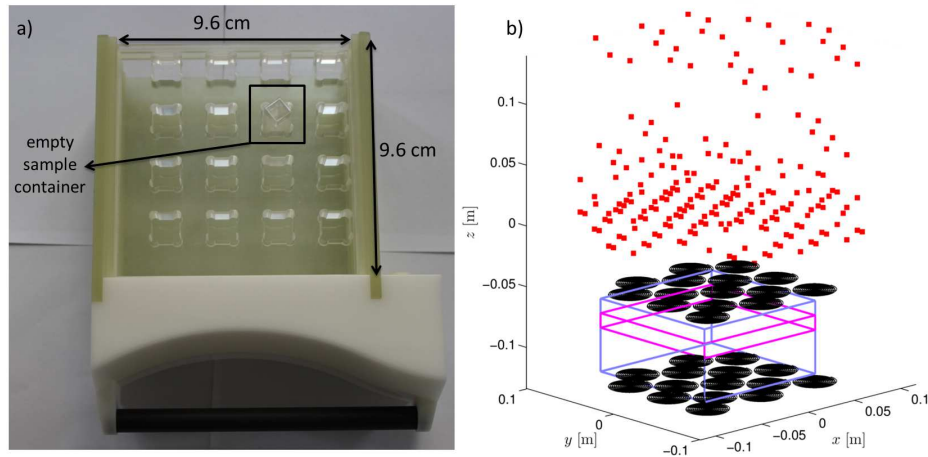 a)
9.6 cm
empty
sample
container
9.6 cm
b)
0.1
0.05
0
-0.05
-0.1
z [m]
0.1
0
-0.1
y [m]
-0.1
-0.05
0
0.05
0.1
x [m]